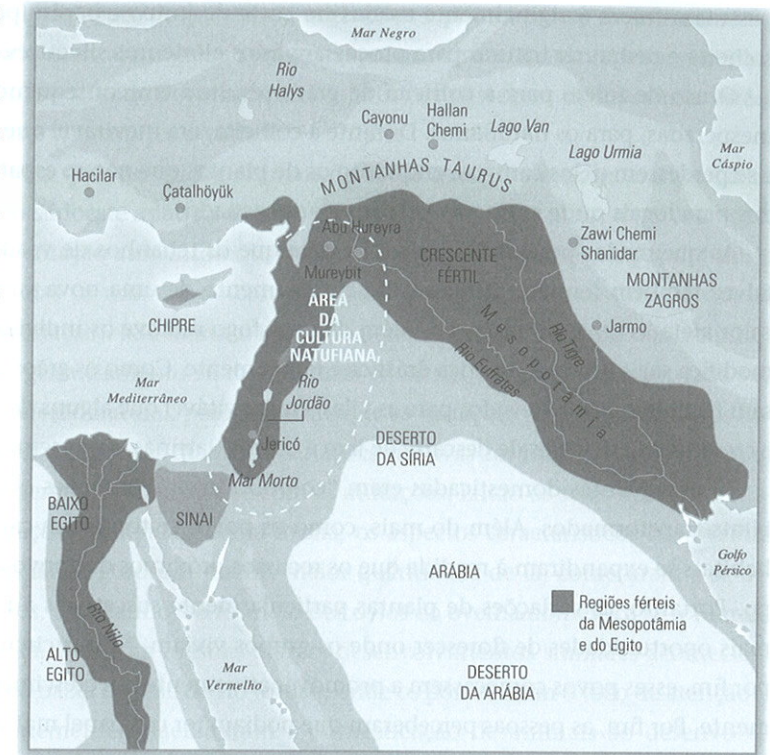 Mar Negro
Rio
Halys
Cayonu
Hallan
Chemi
Lago Van
Lago Urmia
Mar
Cáspio
Hacilar
Çatalhöyük
MONTANHAS TAURUS
Abu Hureyra
Mureybit
CRESCENTE
FÉRTIL
Zawi Chemi
Shanidar
MONTANHAS
ZAGROS
CHIPRE
ÁREA
DA
CULTURA
NATUFIANA
Mesopotâmia
Rio Tigre
Jarmo
Rio Eufrates
Mar
Mediterrâneo
Rio
Jordão
Jericó
DESERTO
DA SÍRIA
Mar Morto
BAIXO
EGITO
SINAI
Golfo
Pérsico
ARÁBIA
Regiões férteis
da Mesopotâmia
e do Egito
Rio Nilo
ALTO
EGITO
Mar
Vermelho
DESERTO
DA ARÁBIA